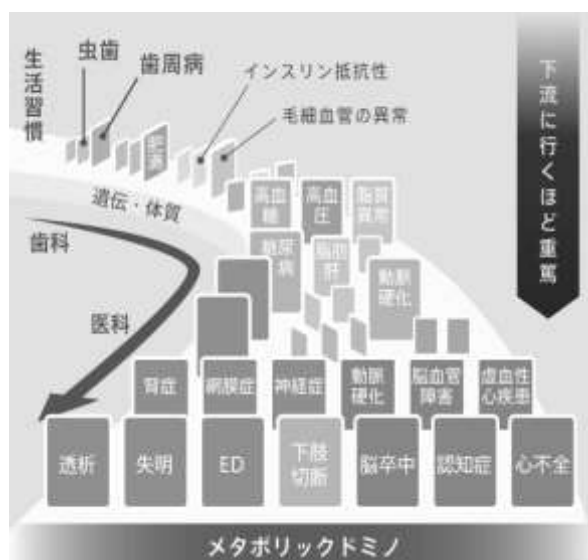 生活習慣
虫歯
歯周病
インスリン抵抗性
毛細血管の異常
下流に行くほど重篤
肥満
遺伝・体質
歯科
医科
高血糖
高血圧
脂質異常
糖尿病
脂肪肝
動脈硬化
腎症
網膜症
神経症
動脈硬化
脳血管障害
虚血性心疾患
透析
失明
ED
下肢切断
脳卒中
認知症
心不全
メタボリックドミノ